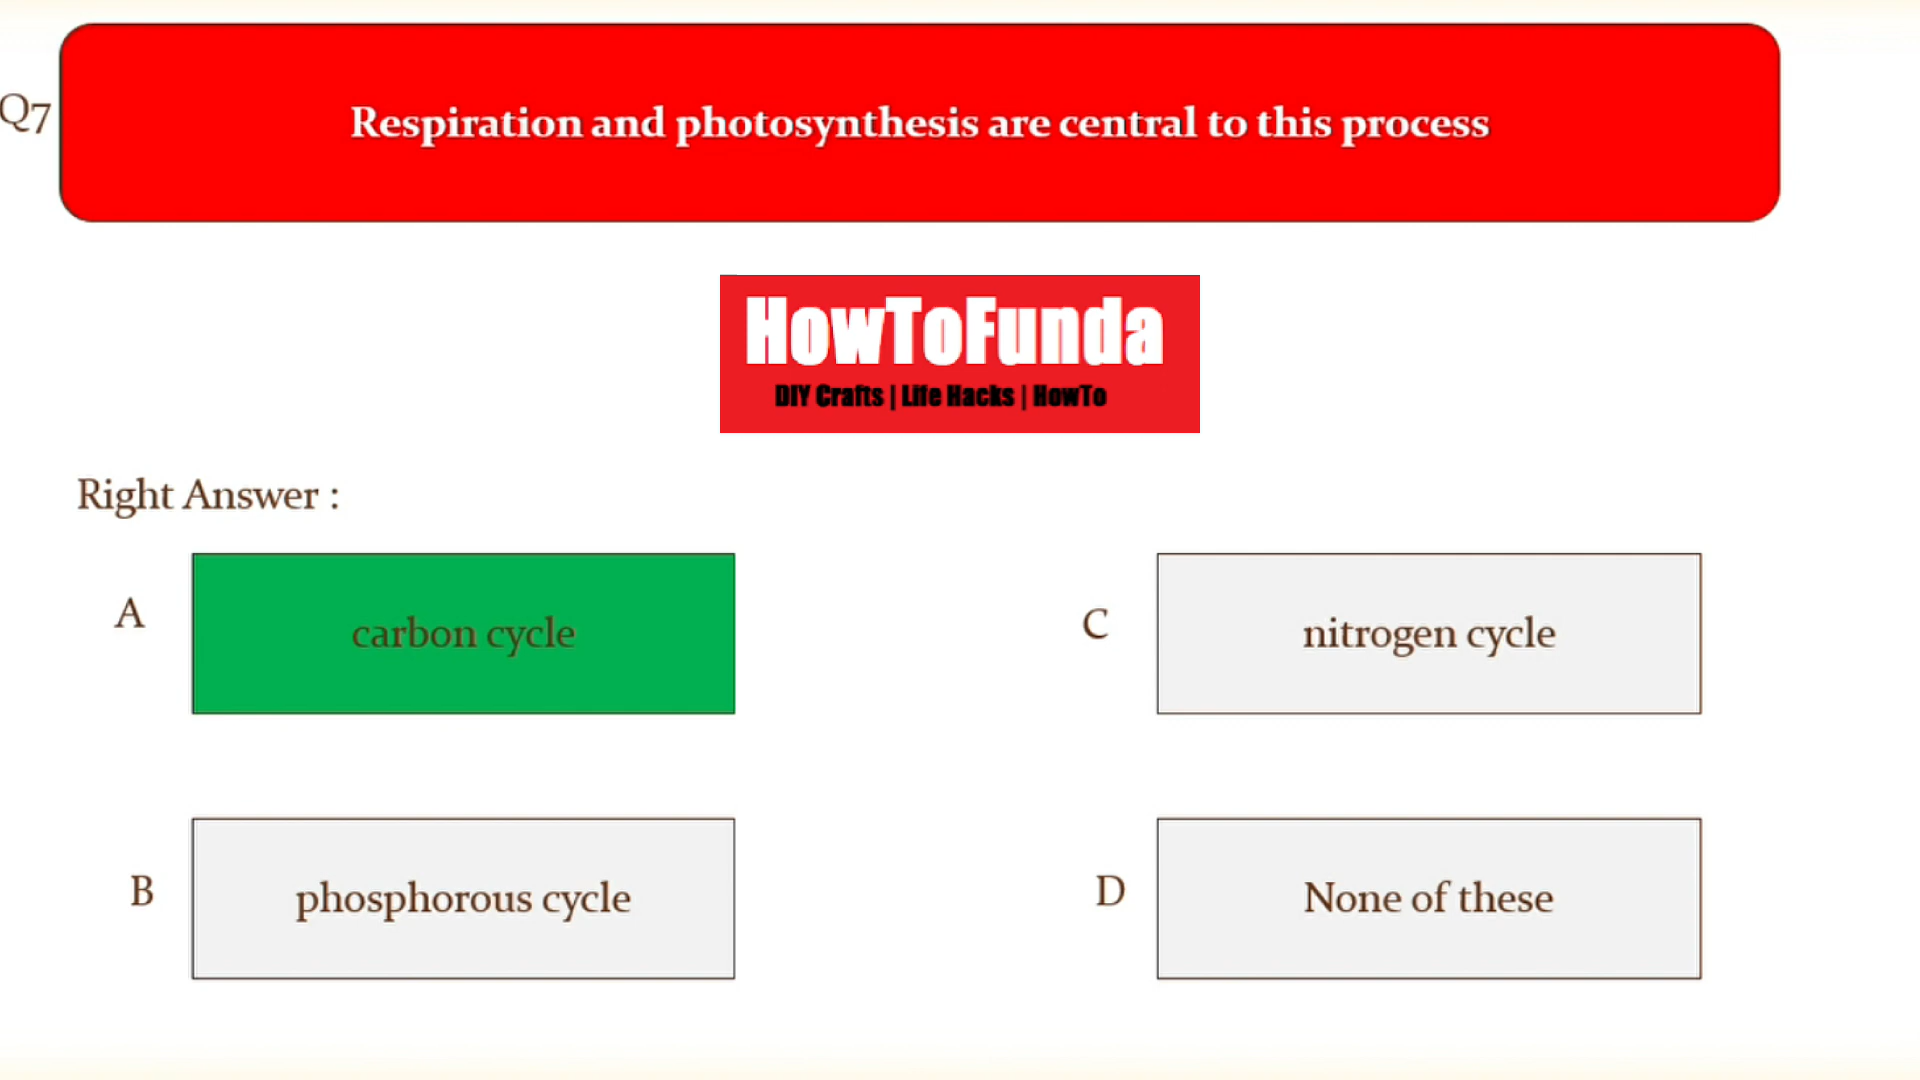 Q7
Respiration and photosynthesis are central to this process
HowToFunda
DIY Crafts | Life Hacks | HowTo
Right Answer :
A
carbon cycle
C
nitrogen cycle
B
phosphorous cycle
D
None of these